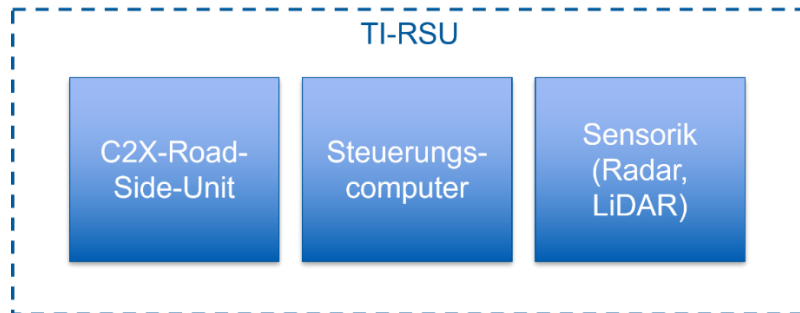 TI-RSU
C2X-Road-
Side-Unit
Steuerungs-
computer
Sensorik
(Radar,
LiDAR)